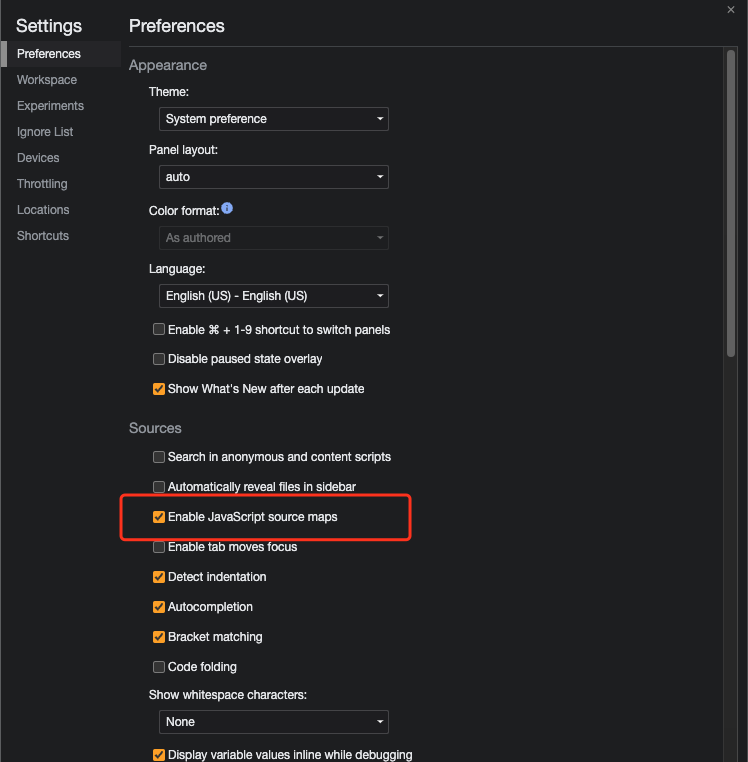 Settings
Preferences
Workspace
Experiments
Ignore List
Devices
Throttling
Locations
Shortcuts
Preferences
Appearance
Theme:
System preference
Panel layout:
auto
Color format:
As authored
Language:
English (US) - English (US)
Enable ⌘ + 1-9 shortcut to switch panels
Disable paused state overlay
Show What's New after each update
Sources
Search in anonymous and content scripts
Automatically reveal files in sidebar
Enable JavaScript source maps
Enable tab moves focus
Detect indentation
Autocompletion
Bracket matching
Code folding
Show whitespace characters:
None
Display variable values inline while debugging